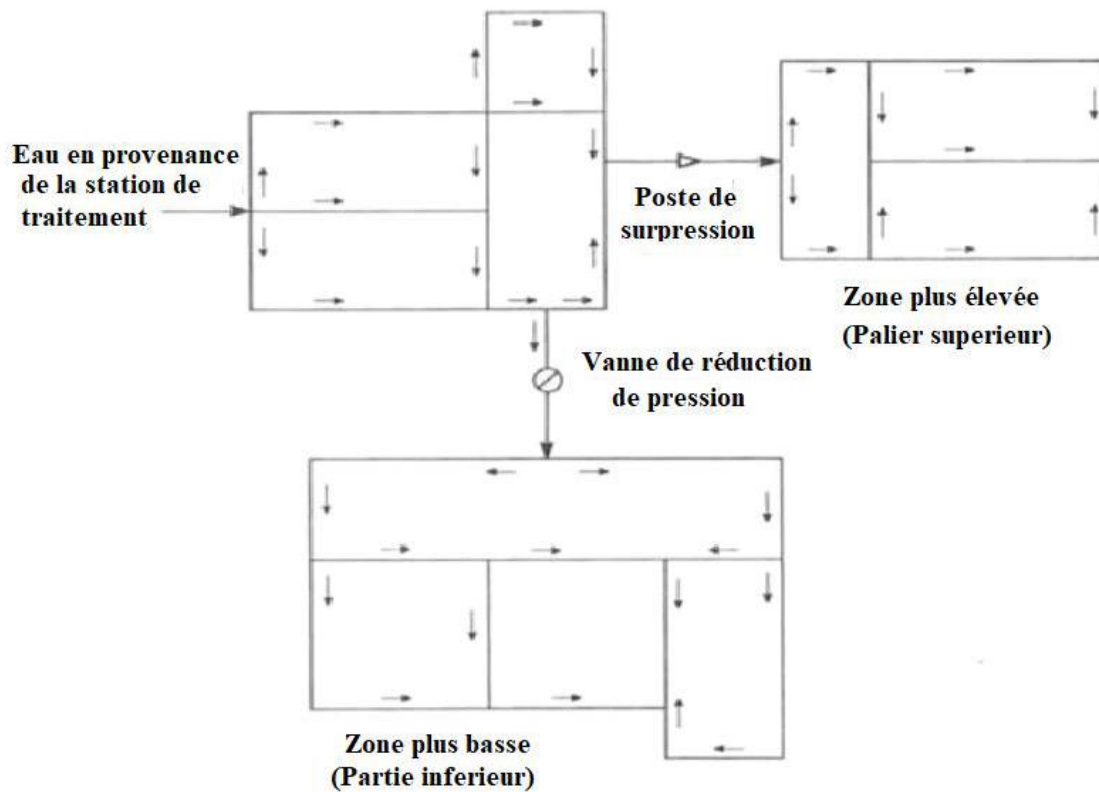 Eau en provenance
de la station de
traitement
Poste de
surpression
Zone plus élevée
(Palier superieur)
Vanne de réduction
de pression
Zone plus basse
(Partie inferieur)